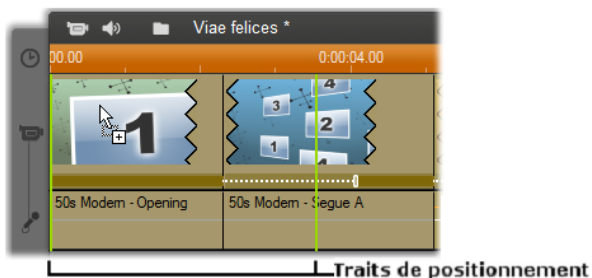 Viae felices *
00.00 0:00:04.00
1
3
4
2
1
4
50s Modern - Opening 50s Modern - Segue A
Traits de positionnement